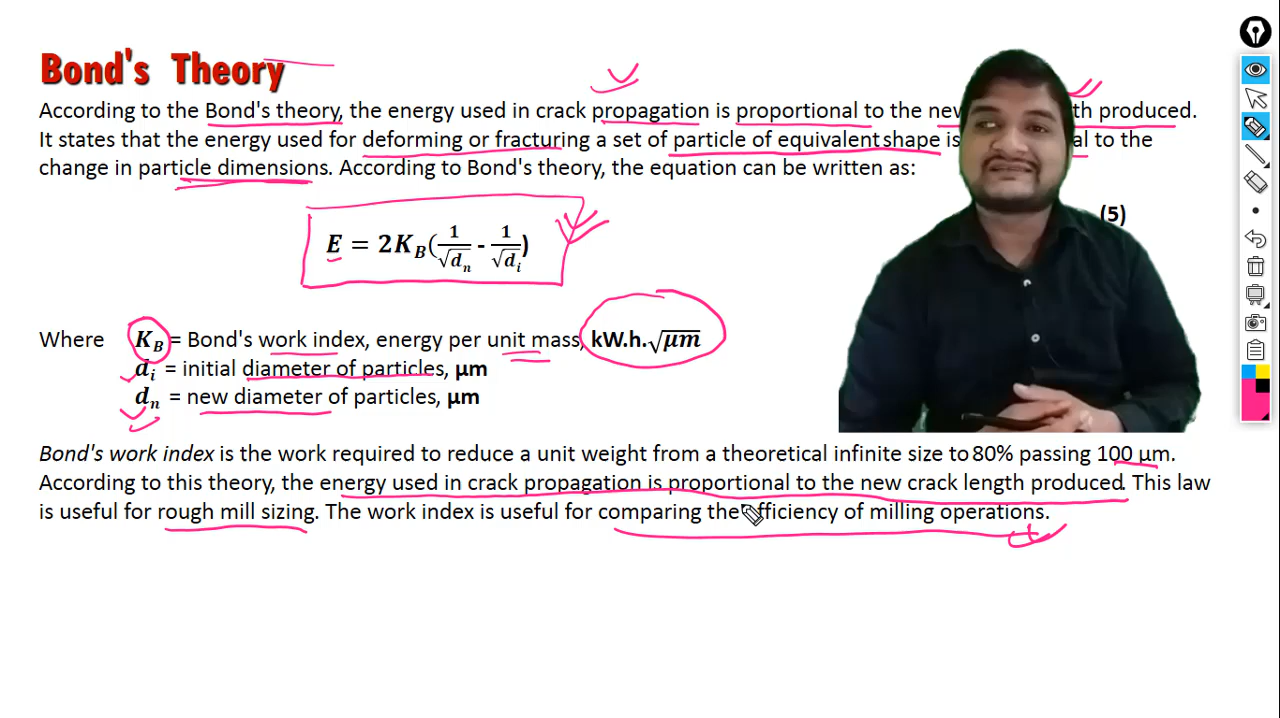 Bond's Theory
According to the Bond's theory, the energy used in crack propagation is proportional to the new th produced.
It states that the energy used for deforming or fracturing a set of particle of equivalent shape is al to the
change in particle dimensions. According to Bond's theory, the equation can be written as:
(5)
E = 2K_B(1/√d_n - 1/√d_i)
Where K_B = Bond's work index, energy per unit mass, kW.h.√μm
d_i = initial diameter of particles, μm
d_n = new diameter of particles, μm
Bond's work index is the work required to reduce a unit weight from a theoretical infinite size to 80% passing 100 μm.
According to this theory, the energy used in crack propagation is proportional to the new crack length produced. This law
is useful for rough mill sizing. The work index is useful for comparing the efficiency of milling operations.